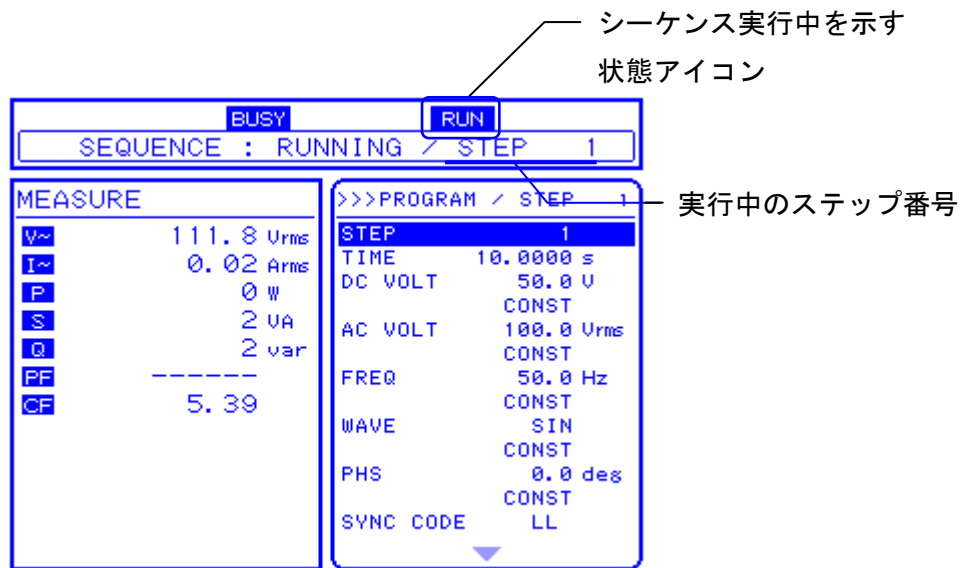 シーケンス実行中を示す
状態アイコン
BUSY RUN
SEQUENCE : RUNNING / STEP 1
実行中のステップ番号
MEASURE
V~ 111.8 Vrms
I~ 0.02 Arms
P 0 W
S 2 VA
Q 2 var
PF ------
CF 5.39
>>>PROGRAM / STEP 1
STEP 1
TIME 10.0000 s
DC VOLT 50.0 V
CONST
AC VOLT 100.0 Vrms
CONST
FREQ 50.0 Hz
CONST
WAVE SIN
CONST
PHS 0.0 deg
CONST
SYNC CODE LL